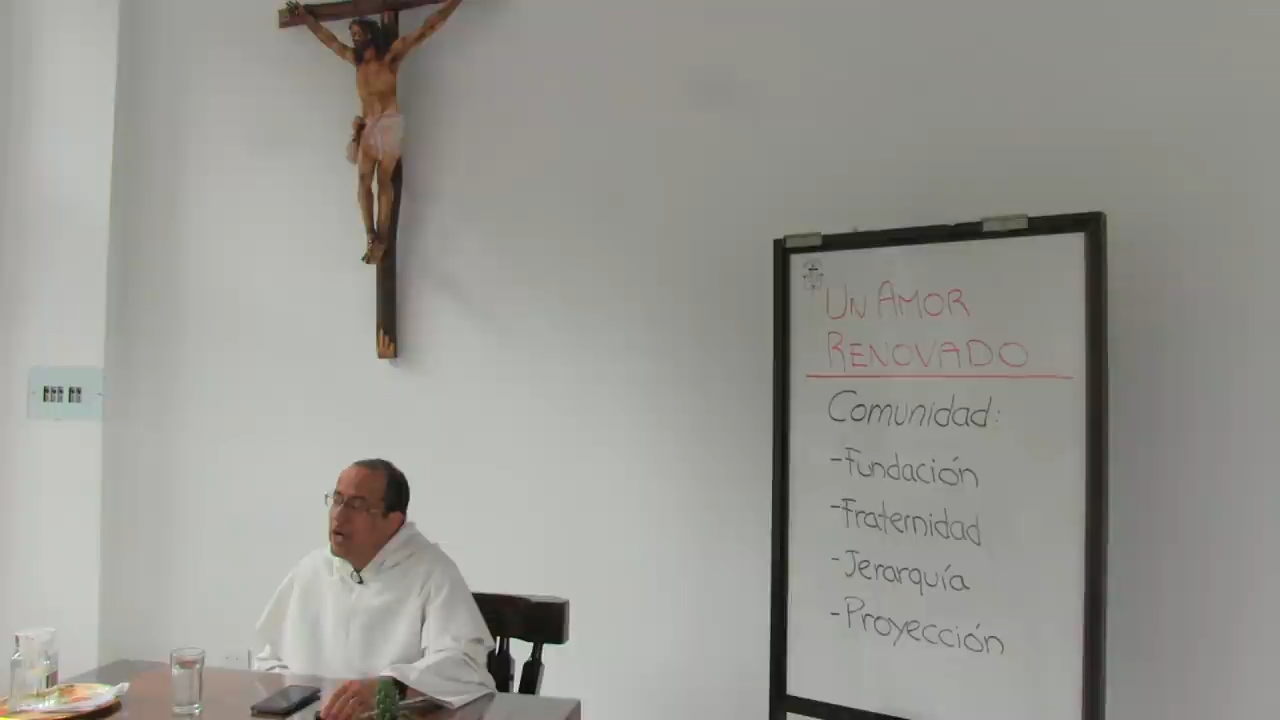 UN AMOR
RENOVADO
Comunidad:
-Fundación
-Fraternidad
-Jerarquía
-Proyección